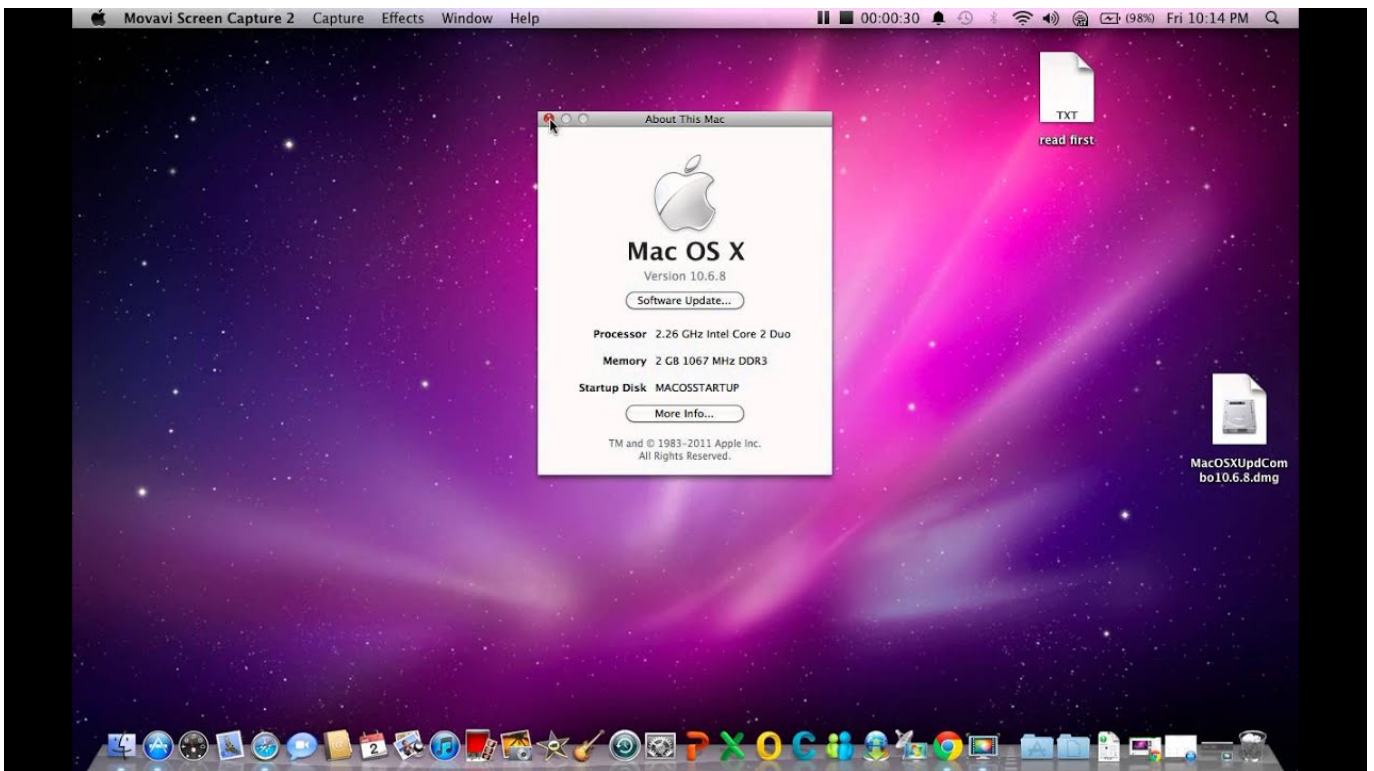 Movavi Screen Capture 2 Capture Effects Window Help 00:00:30 (98%) Fri 10:14 PM
TXT
read first
About This Mac
Mac OS X
Version 10.6.8
Software Update...
Processor 2.26 GHz Intel Core 2 Duo
Memory 2 GB 1067 MHz DDR3
Startup Disk MACOSSTARTUP
More Info...
TM and © 1983-2011 Apple Inc.
All Rights Reserved.
MacOSXUpdCom
bo10.6.8.dmg
2